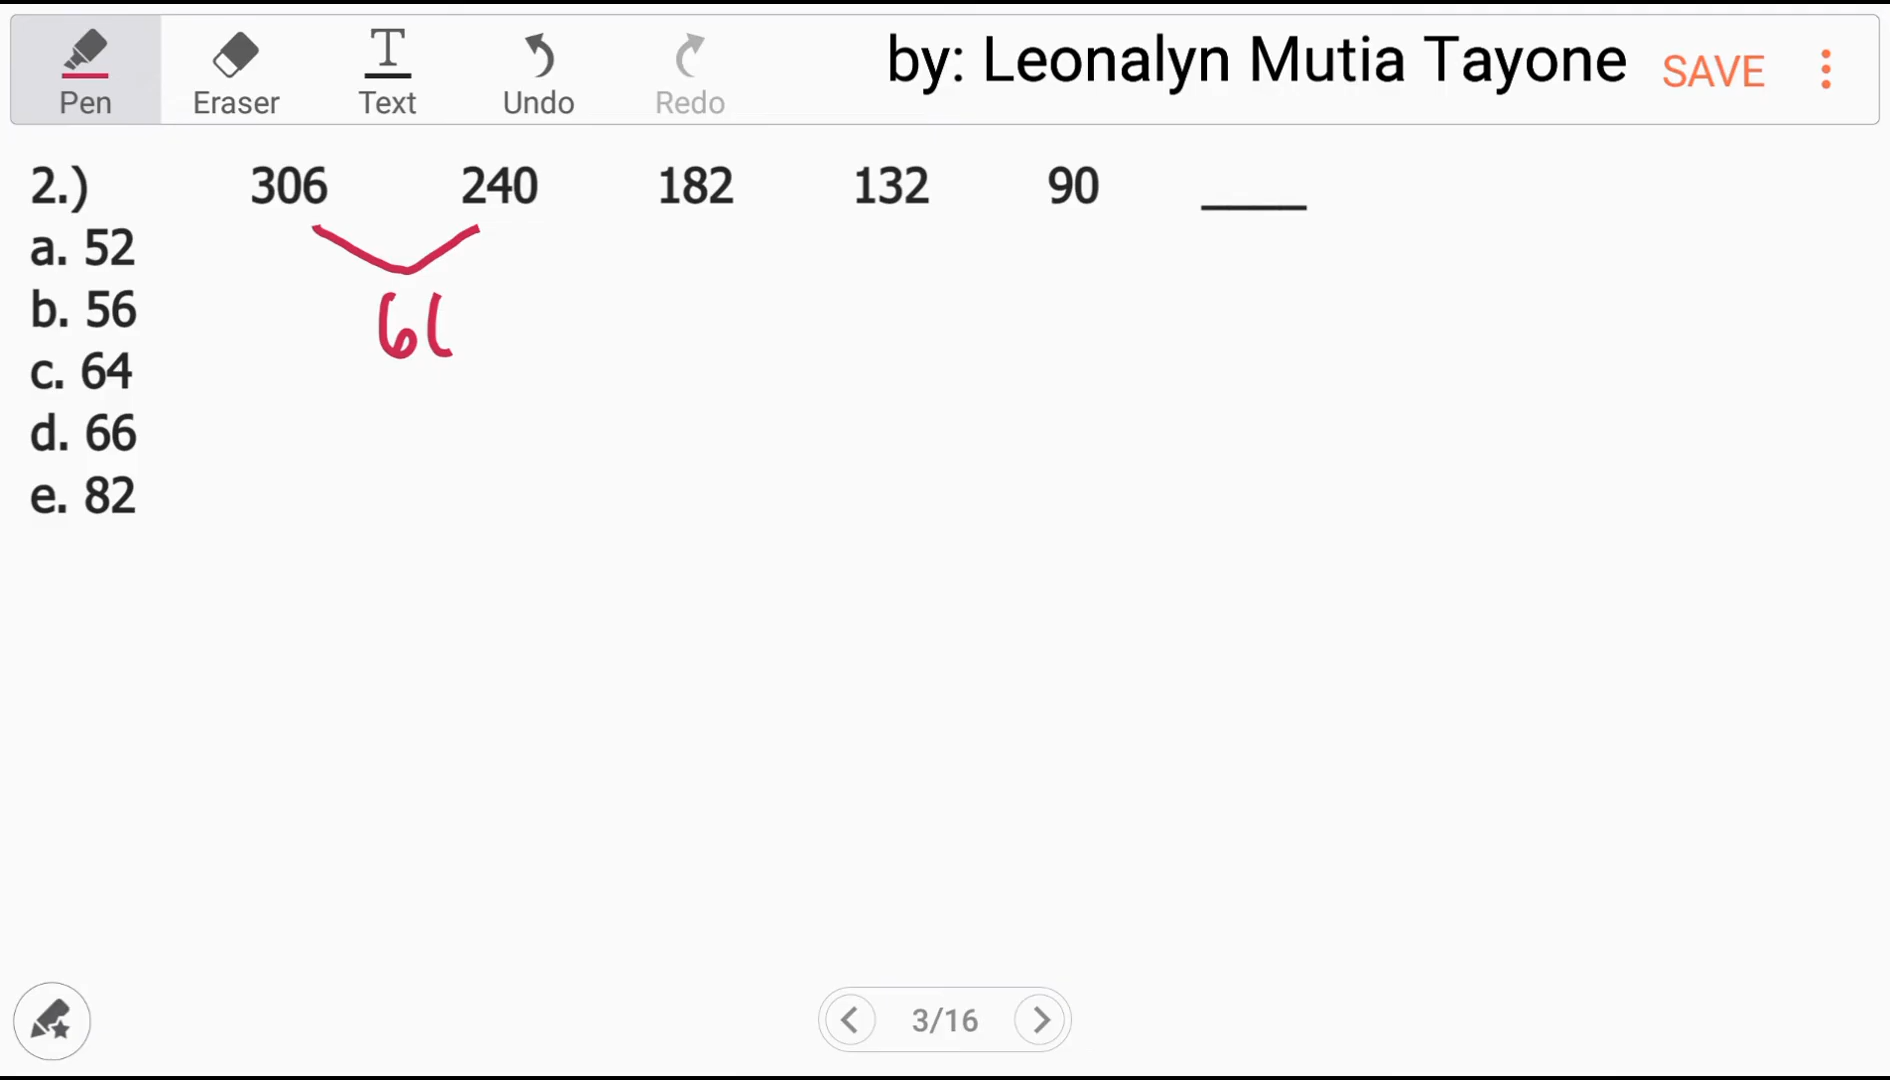 by: Leonalyn Mutia Tayone SAVE
Pen Eraser Text Undo Redo
2.) 306 240 182 132 90 ____
a. 52
b. 56
6
c. 64
d. 66
e. 82
3/16